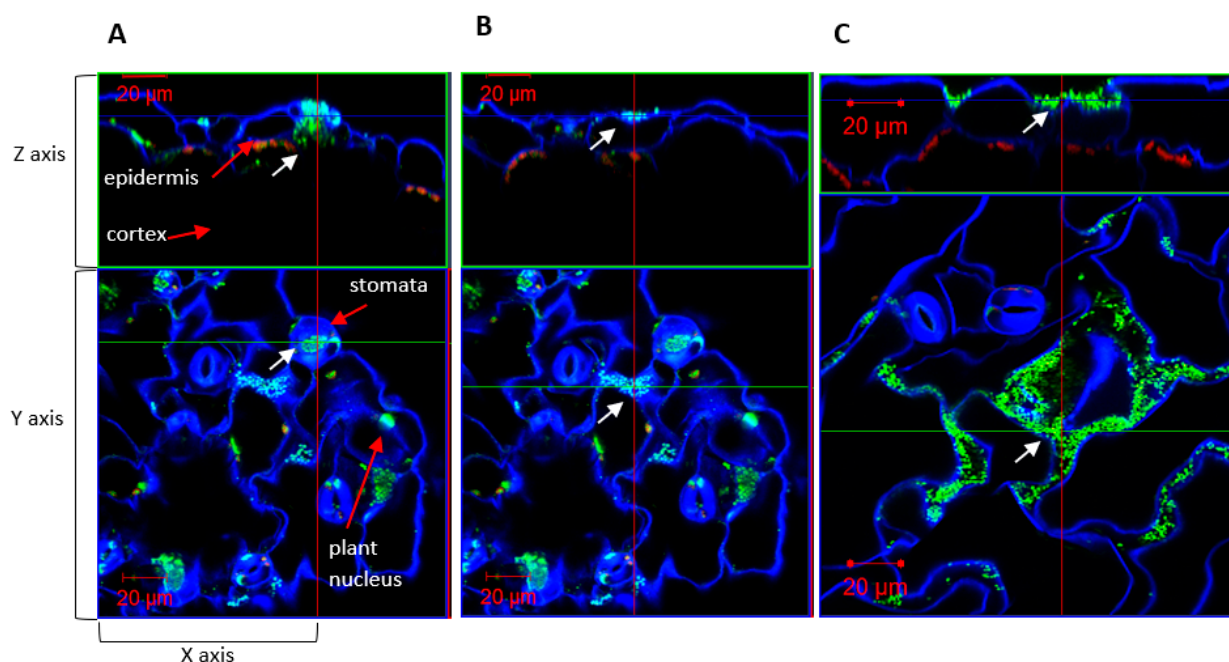 A
B
C
20 µm
20 µm
20 µm
Z axis
epidermis
cortex
stomata
Y axis
plant
nucleus
20 µm
20 µm
20 µm
X axis